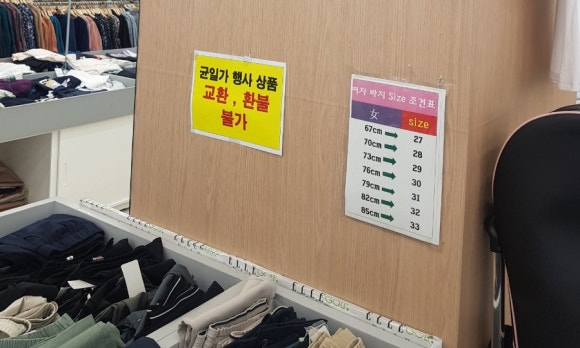 균일가 행사 상품
교환, 환불
불가
여자 바지 Size 조견표
女 size
67cm 27
70cm 28
73cm 29
76cm 30
79cm 31
82cm 32
85cm 33